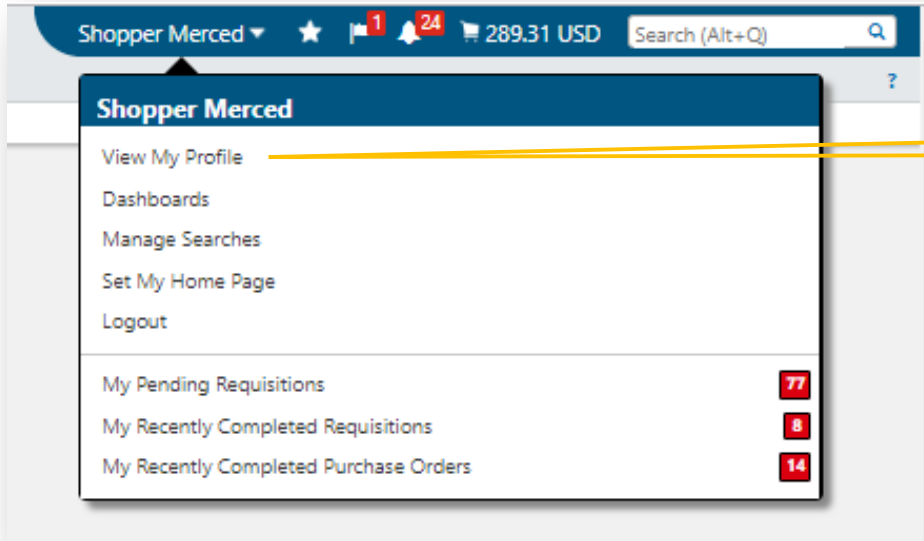 Shopper Merced 1 24 289.31 USD Search (Alt+Q)
?
Shopper Merced
View My Profile
Dashboards
Manage Searches
Set My Home Page
Logout
My Pending Requisitions 77
My Recently Completed Requisitions 8
My Recently Completed Purchase Orders 14